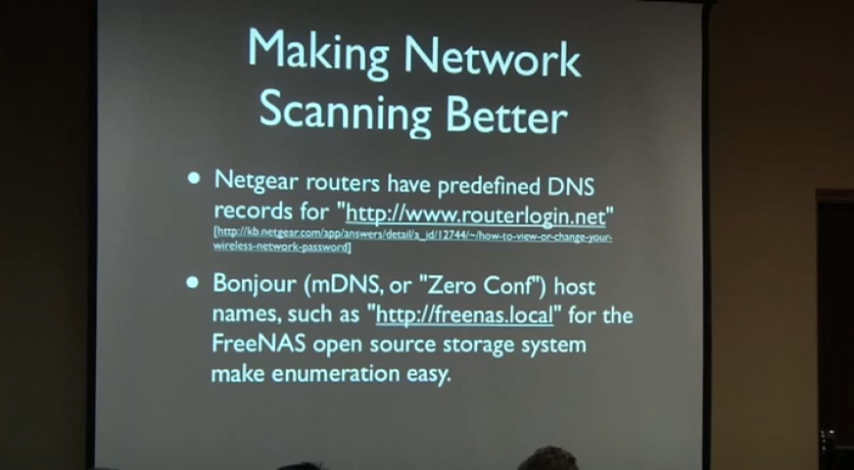 Making Network
Scanning Better
• Netgear routers have predefined DNS
records for "http://www.routerlogin.net"
[http://kb.netgear.com/app/answers/detail/a_id/12744/~/how-to-view-or-change-your-
wireless-network-password]
• Bonjour (mDNS, or "Zero Conf") host
names, such as "http://freenas.local" for the
FreeNAS open source storage system
make enumeration easy.